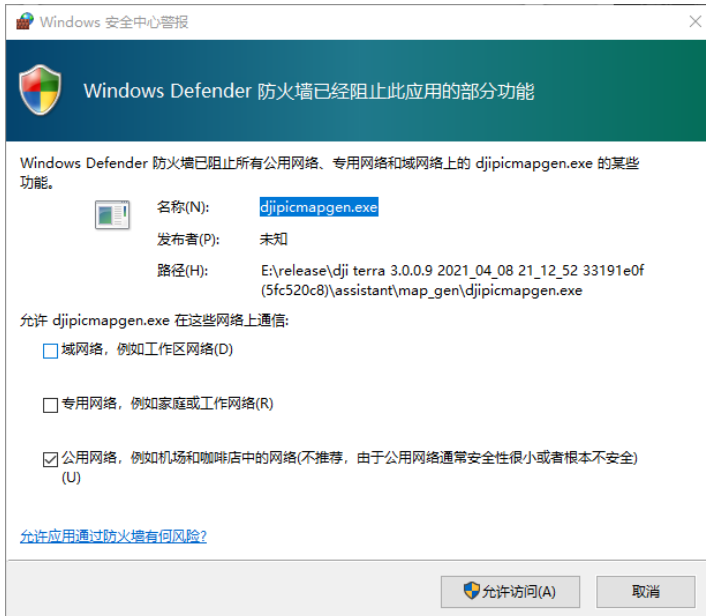 Windows 安全中心警报
Windows Defender 防火墙已经阻止此应用的部分功能
Windows Defender 防火墙已阻止所有公用网络、专用网络和域网络上的 djipicmapgen.exe 的某些
功能。
名称(N): djipicmapgen.exe
发布者(P): 未知
路径(H): E:\release\dji terra 3.0.0.9 2021_04_08 21_12_52 33191e0f
(5fc520c8)\assistant\map_gen\djipicmapgen.exe
允许 djipicmapgen.exe 在这些网络上通信:
域网络，例如工作区网络(D)
专用网络，例如家庭或工作网络(R)
公用网络，例如机场和咖啡店中的网络(不推荐，由于公用网络通常安全性很小或者根本不安全)
(U)
允许应用通过防火墙有何风险?
允许访问(A) 取消